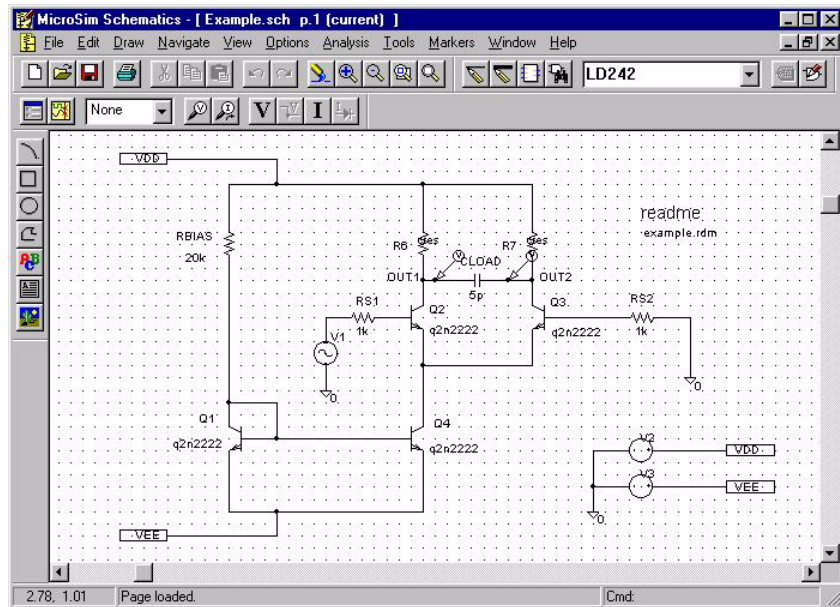 MicroSim Schematics - [ Example.sch p.1 (current) ]
File Edit Draw Navigate View Options Analysis Tools Markers Window Help
LD242
None
V I
VDD
readme
example.rdm
RBIAS
20k
R6
R7
CLOAD
OUT1
OUT2
5p
RS1
1k
Q2
q2n2222
Q3
q2n2222
RS2
1k
V1
0
0
Q1
q2n2222
Q4
q2n2222
V2
VDD
V3
VEE
0
VEE
2.78, 1.01 Page loaded. Cmd: